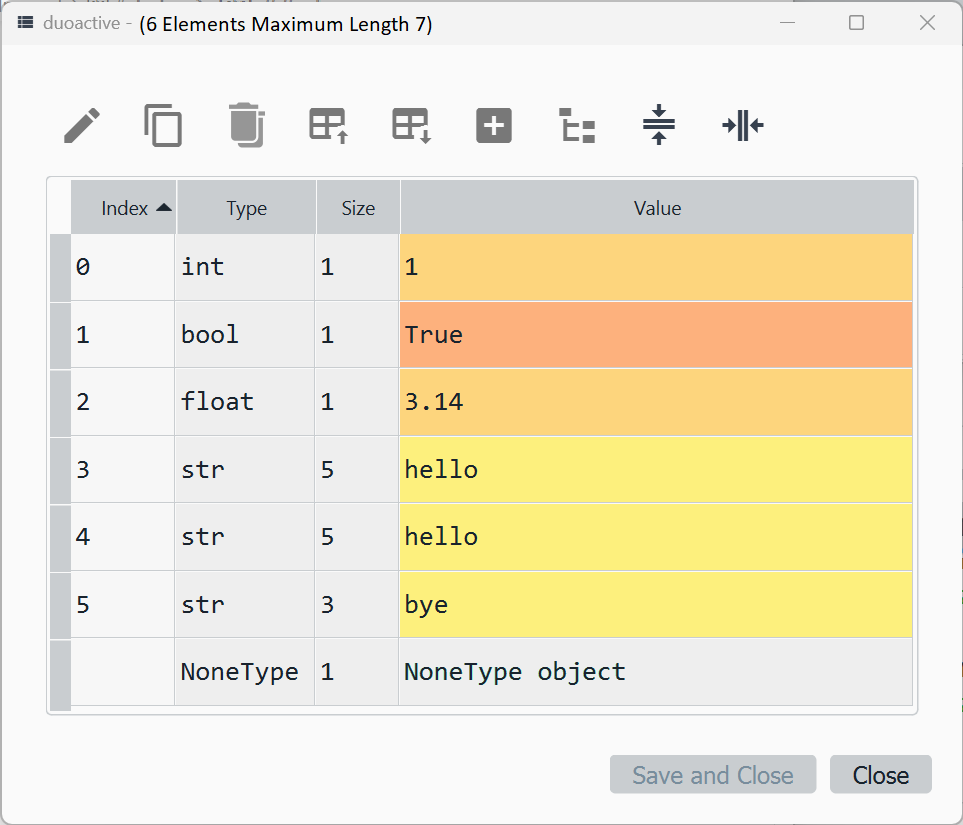 duoactive - (6 Elements Maximum Length 7)
Index Type Size Value
0 int 1 1
1 bool 1 True
2 float 1 3.14
3 str 5 hello
4 str 5 hello
5 str 3 bye
NoneType 1 NoneType object
Save and Close Close